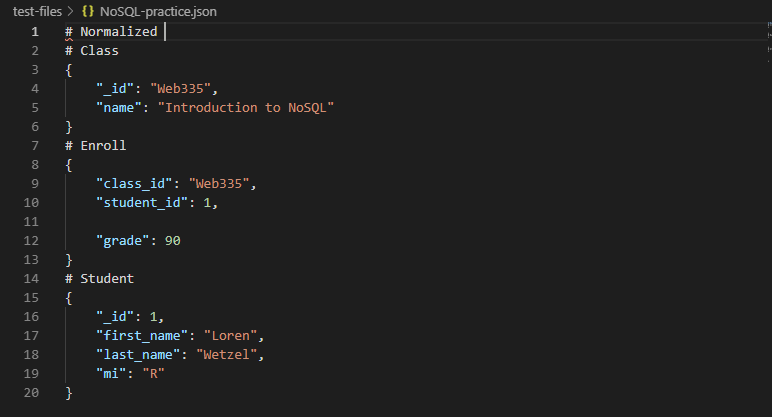 test-files > {} NoSQL-practice.json
1 # Normalized
2 # Class
3 {
4     "_id": "Web335",
5     "name": "Introduction to NoSQL"
6 }
7 # Enroll
8 {
9     "class_id": "Web335",
10     "student_id": 1,
11
12     "grade": 90
13 }
14 # Student
15 {
16     "_id": 1,
17     "first_name": "Loren",
18     "last_name": "Wetzel",
19     "mi": "R"
20 }